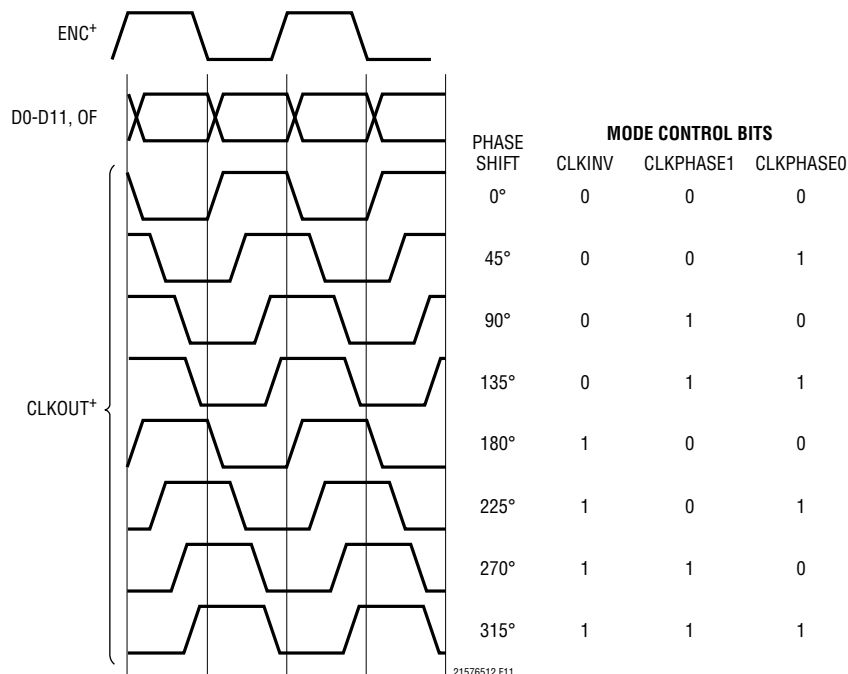 ENC+
D0-D11, OF
CLKOUT+
MODE CONTROL BITS
PHASE SHIFT CLKINV CLKPHASE1 CLKPHASE0
0° 0 0 0
45° 0 0 1
90° 0 1 0
135° 0 1 1
180° 1 0 0
225° 1 0 1
270° 1 1 0
315° 1 1 1
21576512 F11